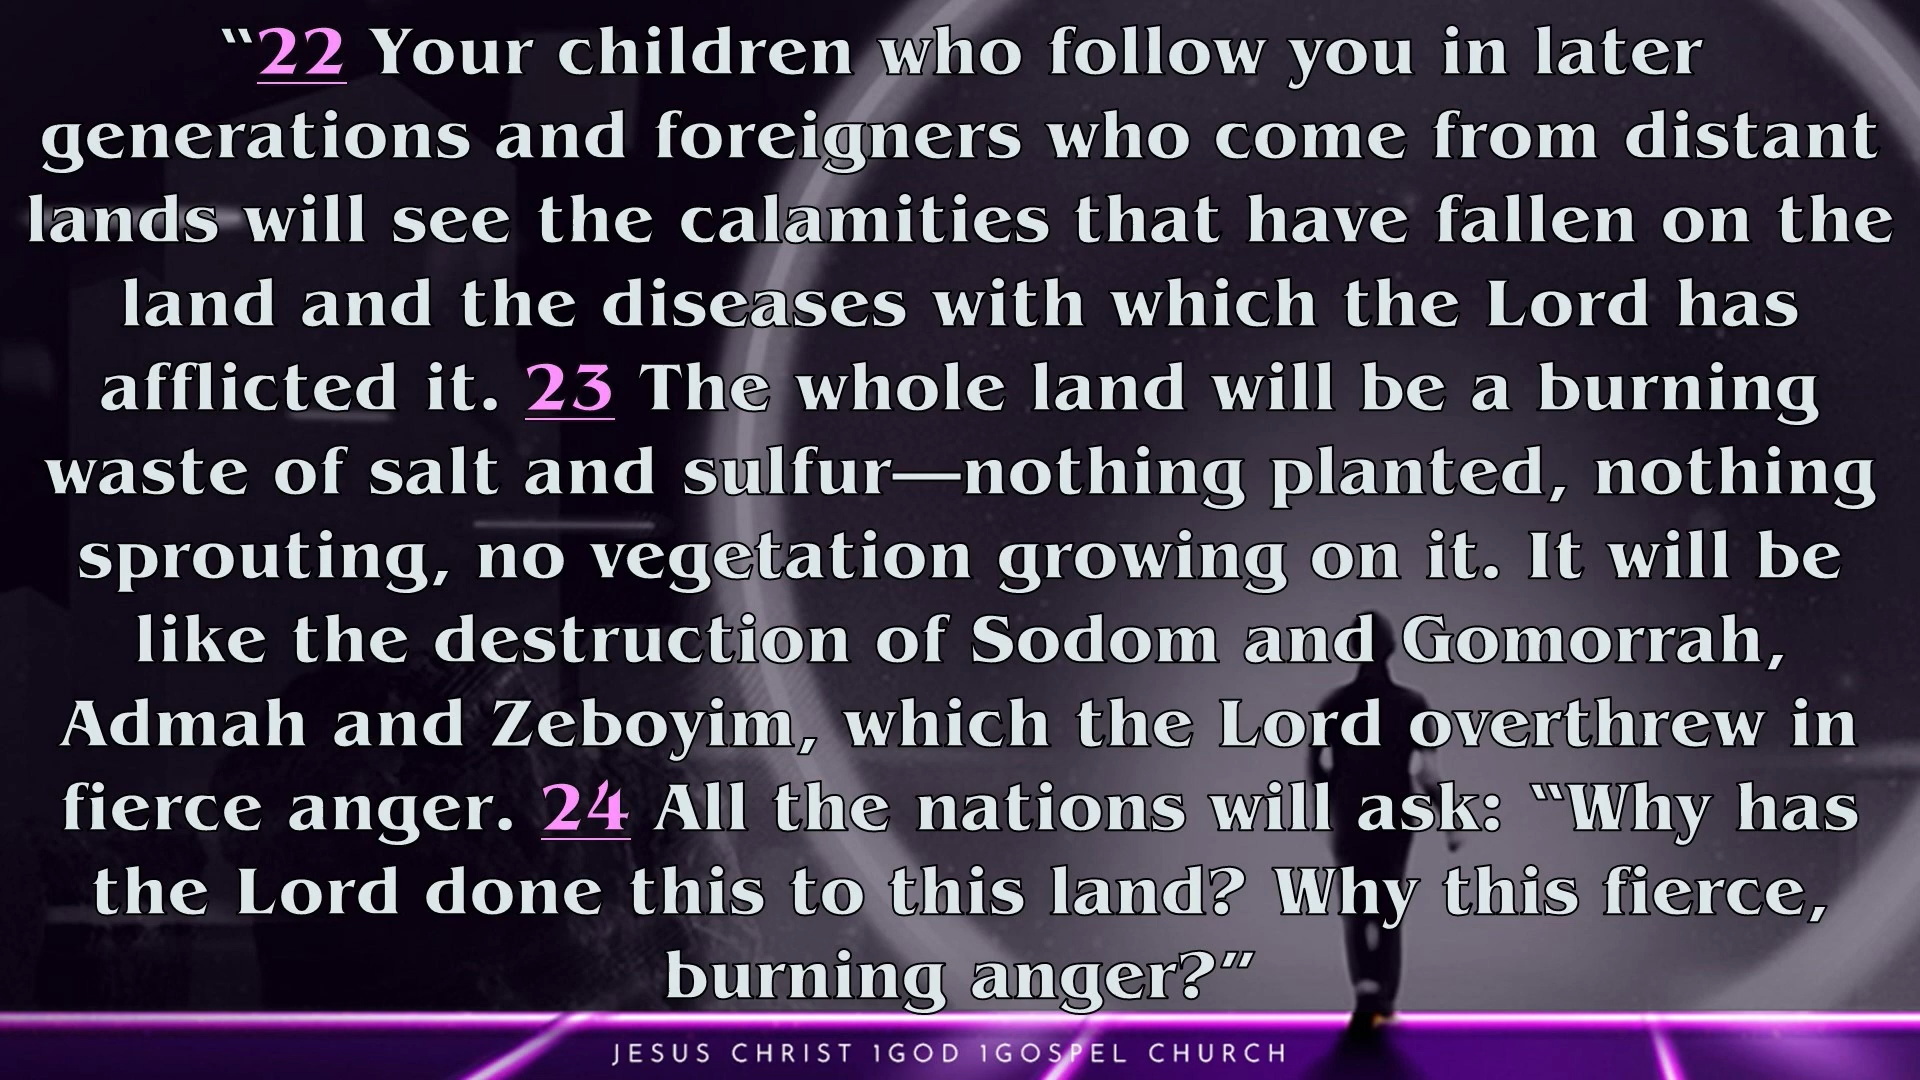 “22 Your children who follow you in later
generations and foreigners who come from distant
lands will see the calamities that have fallen on the
land and the diseases with which the Lord has
afflicted it. 23 The whole land will be a burning
waste of salt and sulfur—nothing planted, nothing
sprouting, no vegetation growing on it. It will be
like the destruction of Sodom and Gomorrah,
Admah and Zeboyim, which the Lord overthrew in
fierce anger. 24 All the nations will ask: “Why has
the Lord done this to this land? Why this fierce,
burning anger?”
JESUS CHRIST 1GOD 1GOSPEL CHURCH